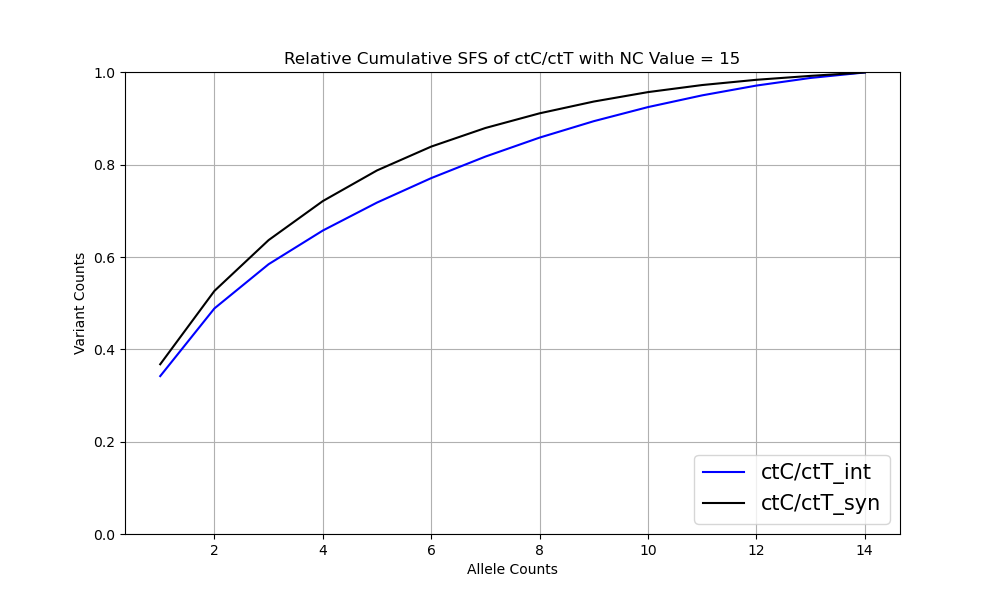 Relative Cumulative SFS of ctC/ctT with NC Value = 15
1.0
0.8
0.6
0.4
0.2
0.0
Variant Counts
2
4
6
8
10
12
14
Allele Counts
ctC/ctT_int
ctC/ctT_syn